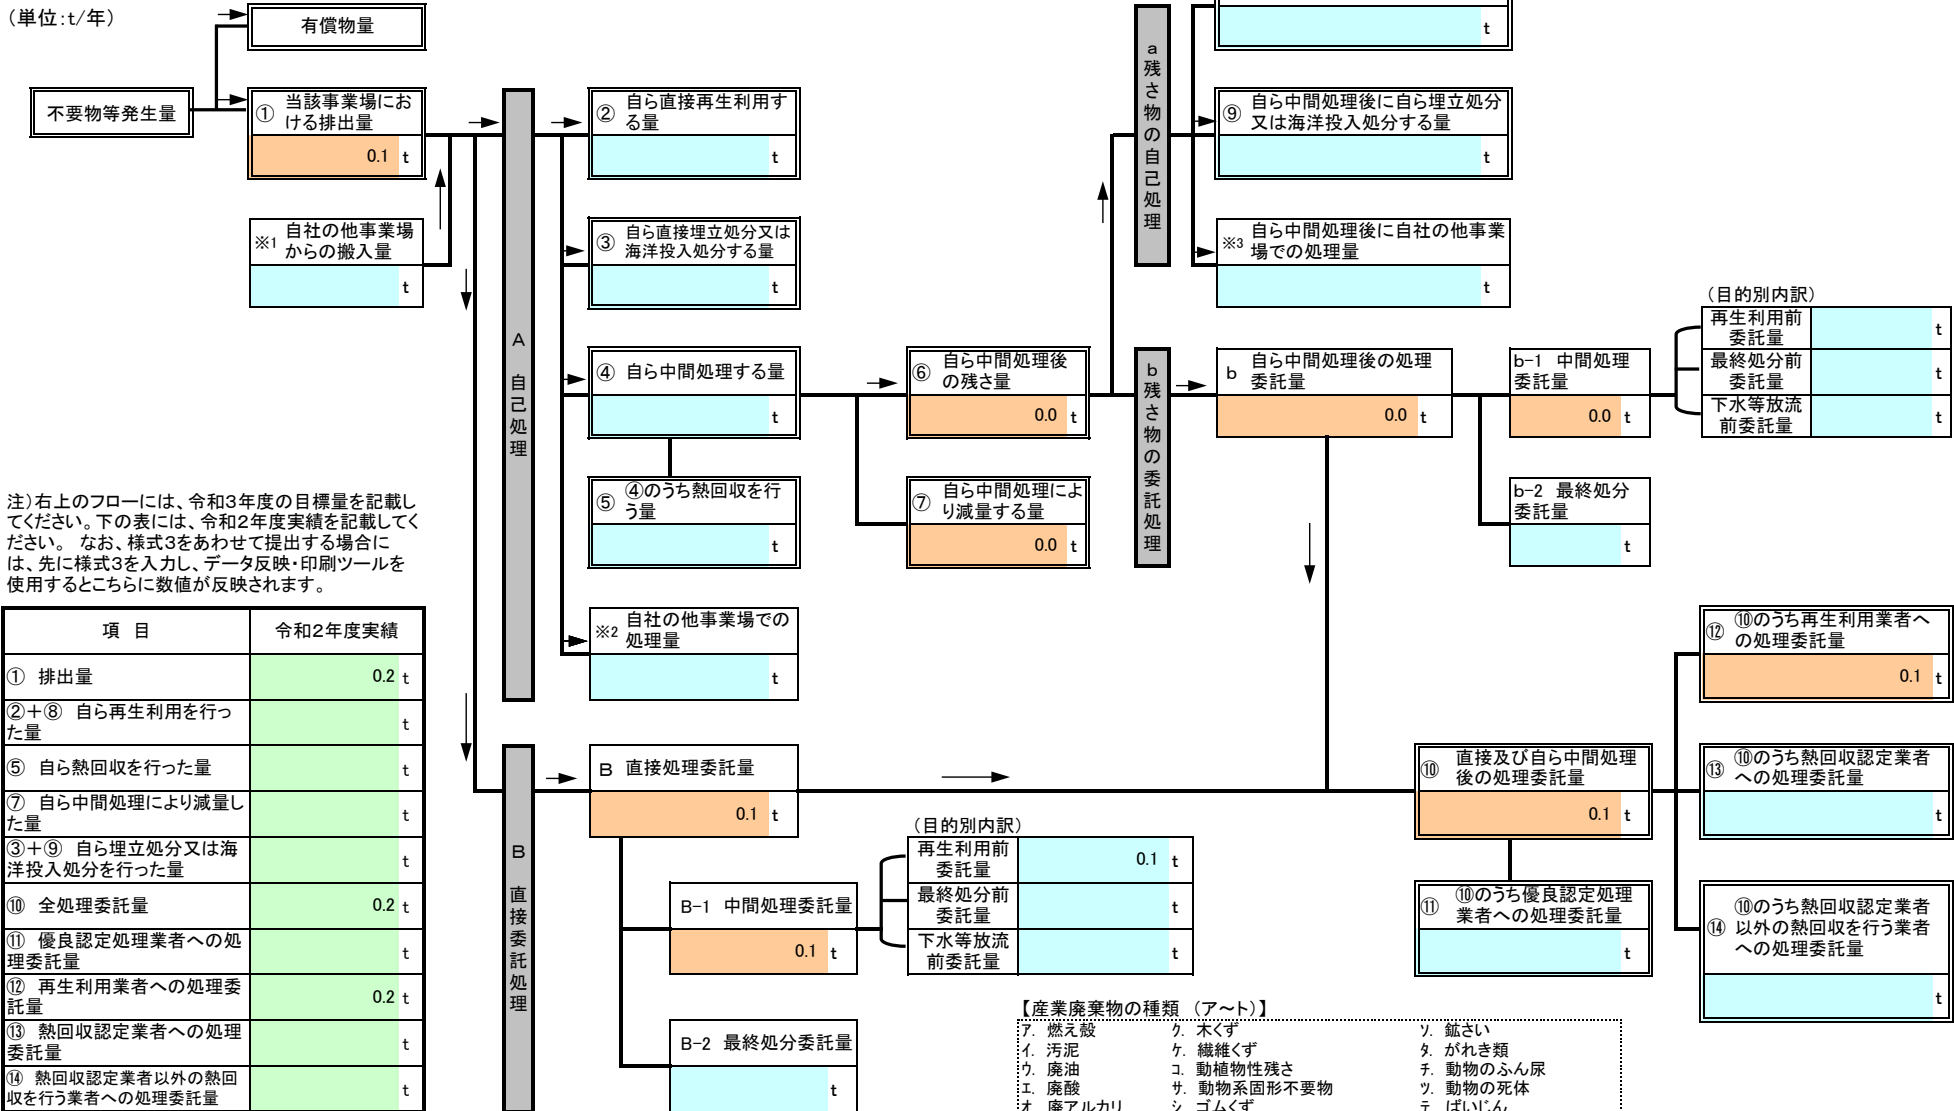 (単位:t/年)
有償物量
不要物等発生量
① 当該事業場にお
ける排出量
0.1 t
※1 自社の他事業場
からの搬入量
t
A 自己処理
② 自ら直接再生利用す
る量
t
③ 自ら直接埋立処分又は
海洋投入処分する量
t
④ 自ら中間処理する量
t
⑤ ④のうち熱回収を行
う量
t
※2 自社の他事業場での
処理量
t
⑥ 自ら中間処理後
の残さ量
0.0 t
⑦ 自ら中間処理によ
り減量する量
0.0 t
a 残さ物の自己処理
t
⑨ 自ら中間処理後に自ら埋立処分
又は海洋投入処分する量
t
※3 自ら中間処理後に自社の他事業
場での処理量
t
b 残さ物の委託処理
b 自ら中間処理後の処理
委託量
0.0 t
b-1 中間処理
委託量
0.0 t
(目的別内訳)
再生利用前
委託量
t
最終処分前
委託量
t
下水等放流
前委託量
t
b-2 最終処分
委託量
t
注)右上のフローには、令和3年度の目標量を記載し
てください。下の表には、令和2年度実績を記載してく
ださい。 なお、様式3をあわせて提出する場合に
は、先に様式3を入力し、データ反映・印刷ツールを
使用するとこちらに数値が反映されます。
項 目 令和2年度実績
① 排出量 0.2 t
②+⑧ 自ら再生利用を行っ
た量
t
⑤ 自ら熱回収を行った量 t
⑦ 自ら中間処理により減量し
た量
t
③+⑨ 自ら埋立処分又は海
洋投入処分を行った量
t
⑩ 全処理委託量 0.2 t
⑪ 優良認定処理業者への処
理委託量
t
⑫ 再生利用業者への処理委
託量
0.2 t
⑬ 熱回収認定業者への処理
委託量
t
⑭ 熱回収認定業者以外の熱回
収を行う業者への処理委託量
t
B 直接委託処理
B 直接処理委託量
0.1 t
B-1 中間処理委託量
0.1 t
(目的別内訳)
再生利用前
委託量
0.1 t
最終処分前
委託量
t
下水等放流
前委託量
t
B-2 最終処分委託量
t
⑩ 直接及び自ら中間処理
後の処理委託量
0.1 t
⑪ ⑩のうち優良認定処理
業者への処理委託量
t
⑫ ⑩のうち再生利用業者へ
の処理委託量
0.1 t
⑬ ⑩のうち熱回収認定業者
への処理委託量
t
⑭ ⑩のうち熱回収認定業者
以外の熱回収を行う業者
への処理委託量
t
【産業廃棄物の種類 (ア~ト)】
ア. 燃え殻 ク. 木くず ソ. 鉱さい
イ. 汚泥 ケ. 繊維くず タ. がれき類
ウ. 廃油 コ. 動植物性残さ チ. 動物のふん尿
エ. 廃酸 サ. 動物系固形不要物 ツ. 動物の死体
オ. 廃アルカリ シ. ゴムくず テ. ばいじん